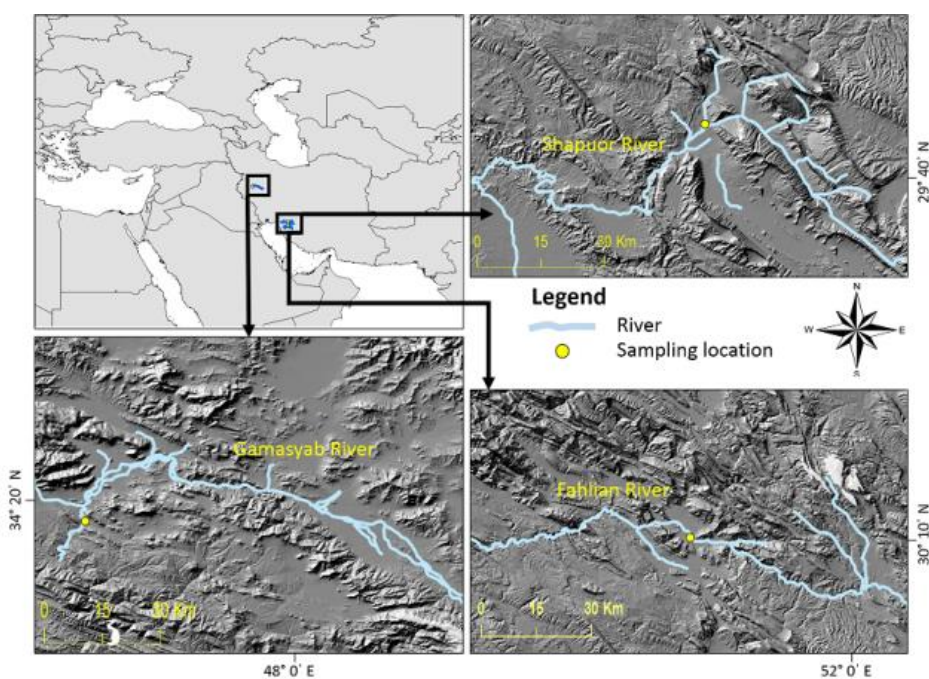 Shapuor River
29° 40 N
0 15 30 Km
Legend
River
Sampling location
N
W E
S
Gamasyab River
34° 20 N
0 15 30 Km
48° 0' E
Fahlian River
30° 10 N
0 15 30 KM
52° 0' E